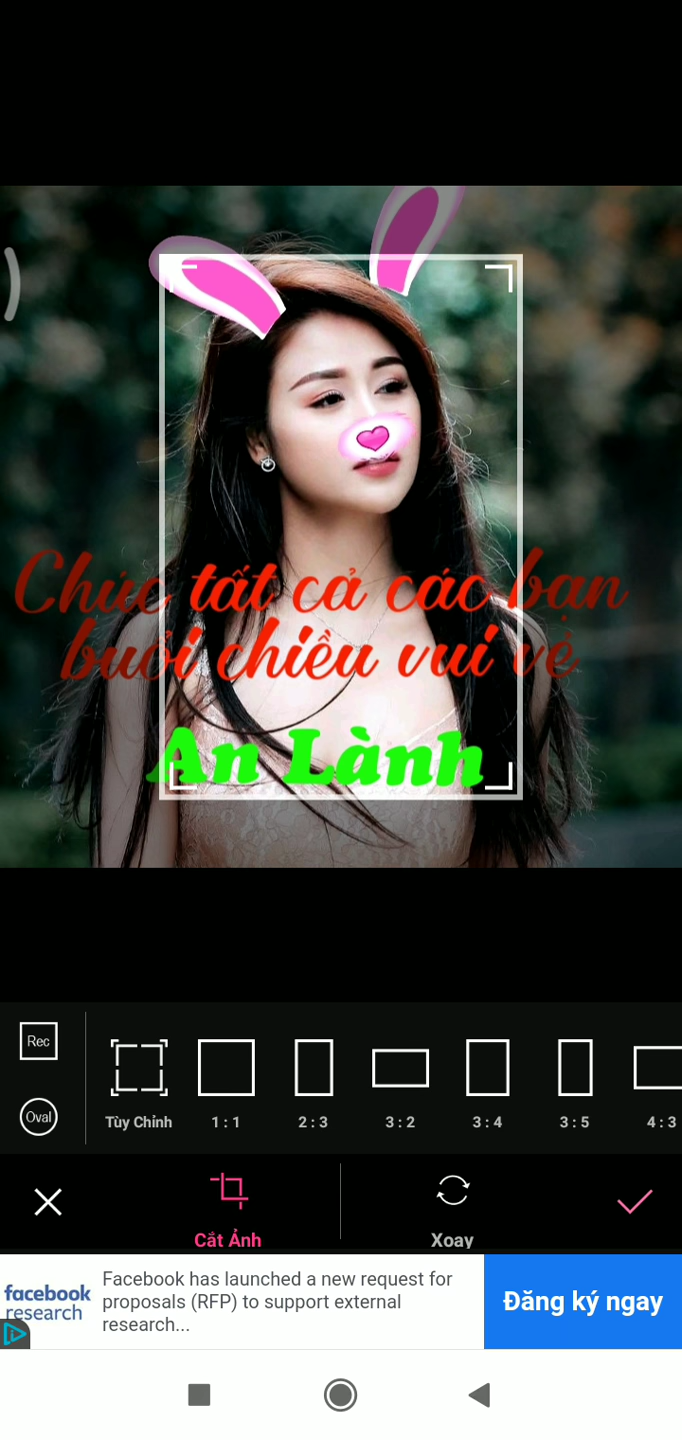 Chúc tất cả các bạn
buổi chiều vui vẻ
An Lành
Rec
Oval
Tùy Chỉnh
1 : 1
2 : 3
3 : 2
3 : 4
3 : 5
4 : 3
Cắt Ảnh
Xoay
facebook
research
Facebook has launched a new request for
proposals (RFP) to support external
research...
Đăng ký ngay